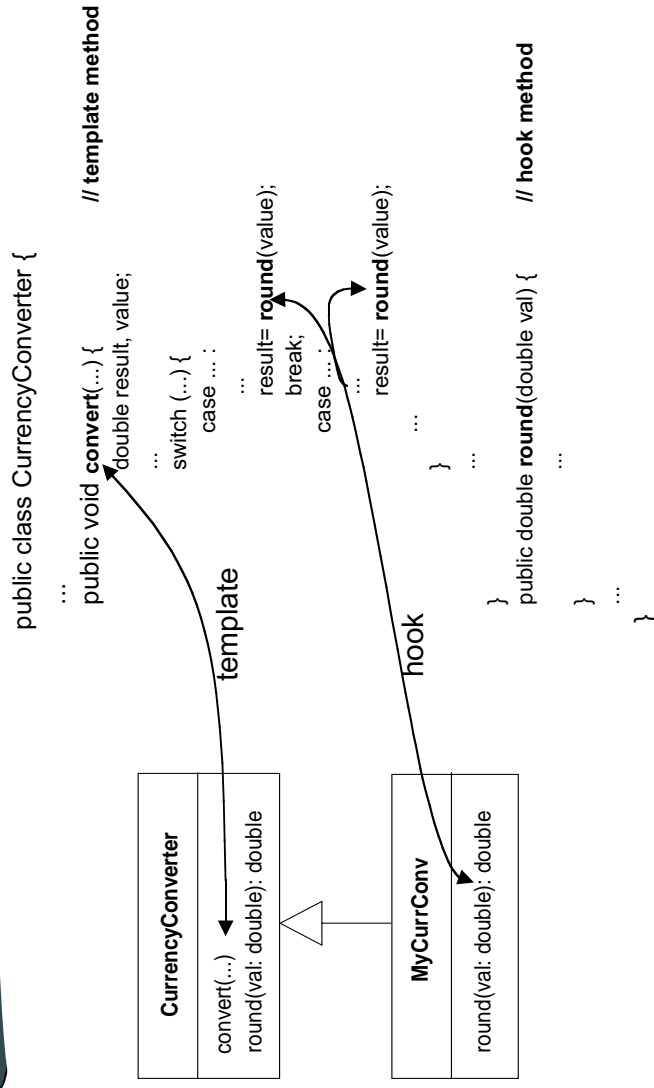 public class CurrencyConverter {
...
public void convert(...) { // template method
double result, value;
...
switch (...) {
case ... :
...
result= round(value);
break;
case ... :
...
result= round(value);
...
}
...
}
public double round(double val) { // hook method
...
}
...
}
template
hook
CurrencyConverter
convert(...)
round(val: double): double
MyCurrConv
round(val: double): double